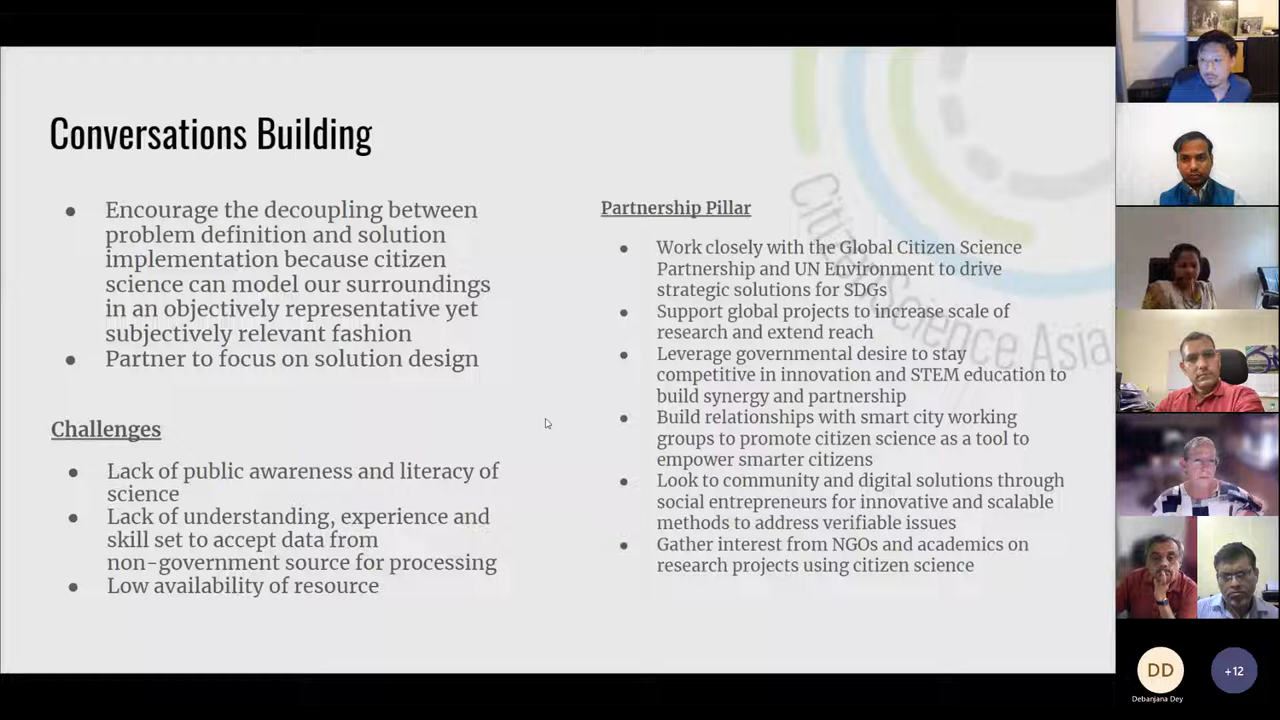 Conversations Building
● Encourage the decoupling between
problem definition and solution
implementation because citizen
science can model our surroundings
in an objectively representative yet
subjectively relevant fashion
● Partner to focus on solution design
Challenges
● Lack of public awareness and literacy of
science
● Lack of understanding, experience and
skill set to accept data from
non-government source for processing
● Low availability of resource
Partnership Pillar
● Work closely with the Global Citizen Science
Partnership and UN Environment to drive
strategic solutions for SDGs
● Support global projects to increase scale of
research and extend reach
● Leverage governmental desire to stay
competitive in innovation and STEM education to
build synergy and partnership
● Build relationships with smart city working
groups to promote citizen science as a tool to
empower smarter citizens
● Look to community and digital solutions through
social entrepreneurs for innovative and scalable
methods to address verifiable issues
● Gather interest from NGOs and academics on
research projects using citizen science
Citizen Science Asia
DD
Debanjana Dey
+12